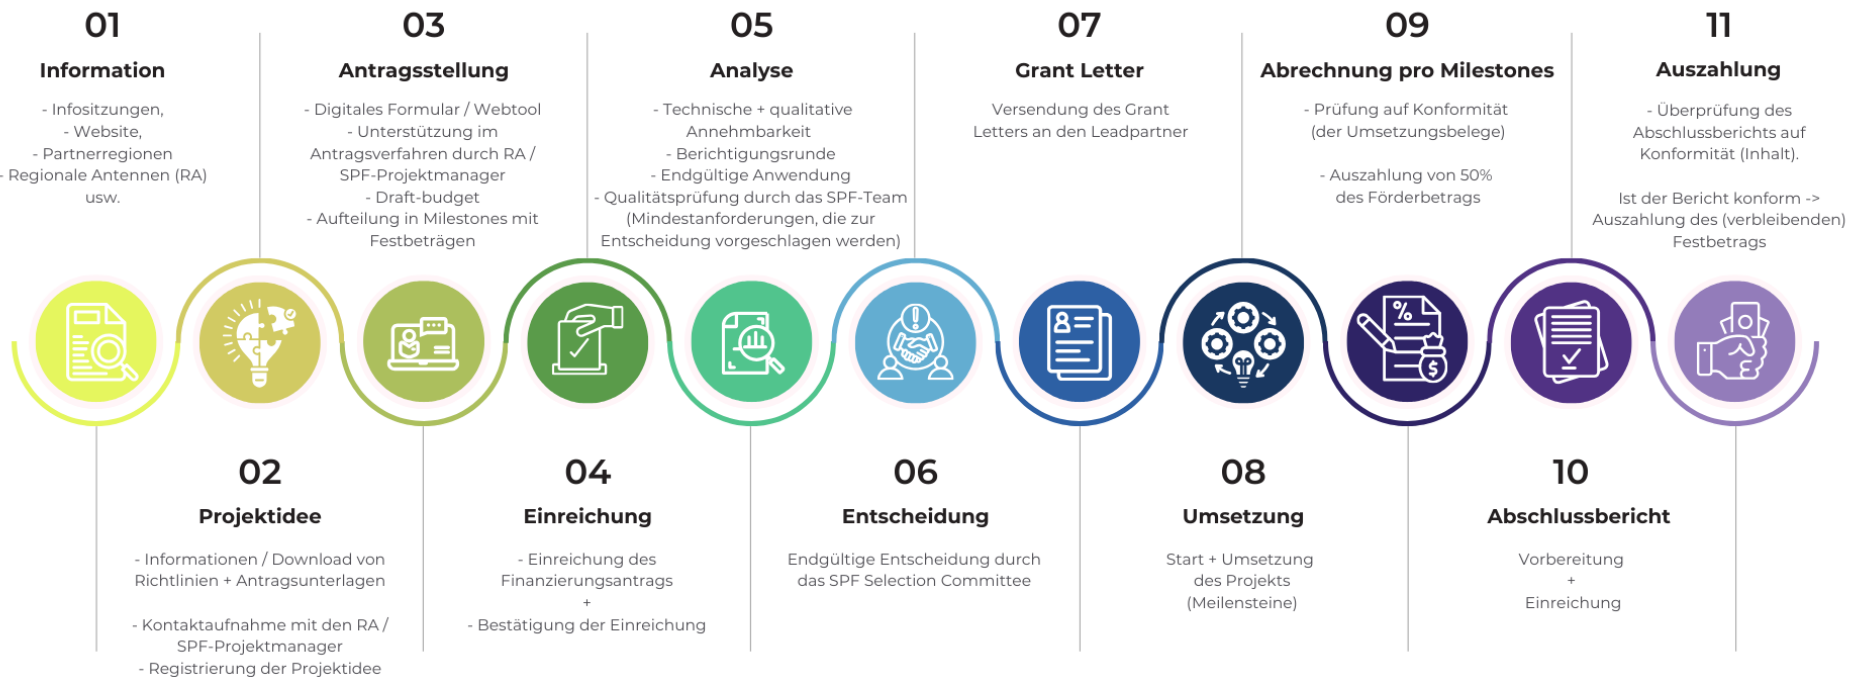 01
Information
- Infositzungen,
- Website,
- Partnerregionen
- Regionale Antennen (RA)
usw.
02
Projektidee
- Informationen / Download von
Richtlinien + Antragsunterlagen
- Kontaktaufnahme mit den RA /
SPF-Projektmanager
- Registrierung der Projektidee
03
Antragsstellung
- Digitales Formular / Webtool
- Unterstützung im
Antragsverfahren durch RA /
SPF-Projektmanager
- Draft-budget
- Aufteilung in Milestones mit
Festbeträgen
04
Einreichung
- Einreichung des
Finanzierungsantrags
+
- Bestätigung der Einreichung
05
Analyse
- Technische + qualitative
Annehmbarkeit
- Berichtigungsrunde
- Endgültige Anwendung
- Qualitätsprüfung durch das SPF-Team
(Mindestanforderungen, die zur
Entscheidung vorgeschlagen werden)
06
Entscheidung
Endgültige Entscheidung durch
das SPF Selection Committee
07
Grant Letter
Versendung des Grant
Letters an den Leadpartner
08
Umsetzung
Start + Umsetzung
des Projekts
(Meilensteine)
09
Abrechnung pro Milestones
- Prüfung auf Konformität
(der Umsetzungsbelege)
- Auszahlung von 50%
des Förderbetrags
%
$
10
Abschlussbericht
Vorbereitung
+
Einreichung
11
Auszahlung
- Überprüfung des
Abschlussberichts auf
Konformität (Inhalt).
Ist der Bericht konform ->
Auszahlung des (verbleibenden)
Festbetrags